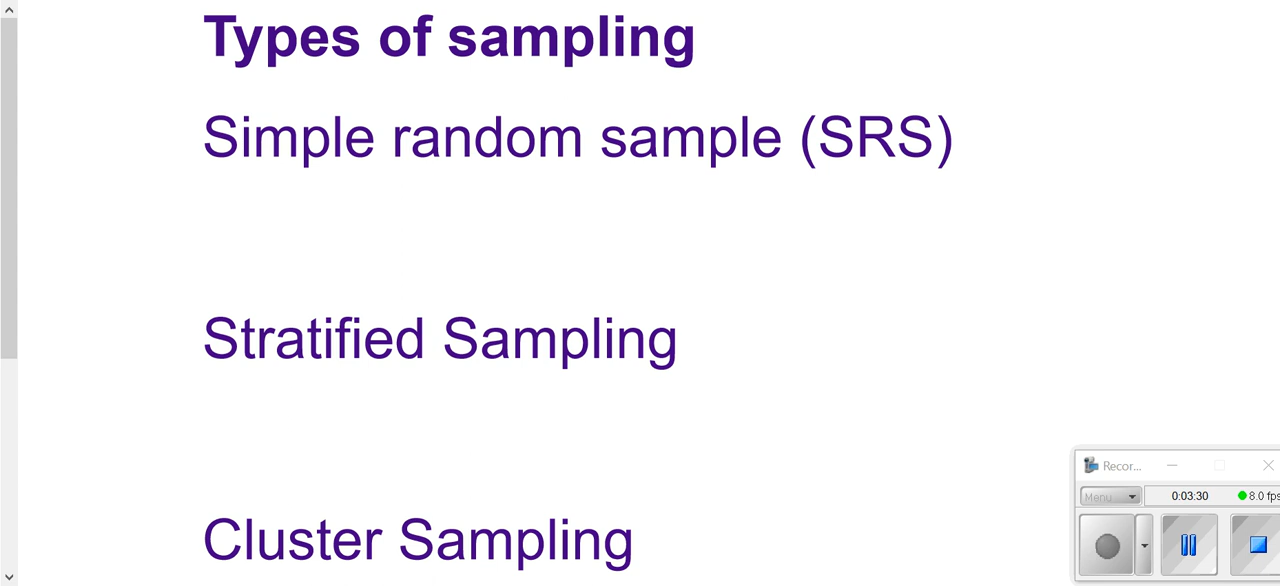 Types of sampling
Simple random sample (SRS)
Stratified Sampling
Cluster Sampling
Recor...
Menu 0:03:30 8.0 fps